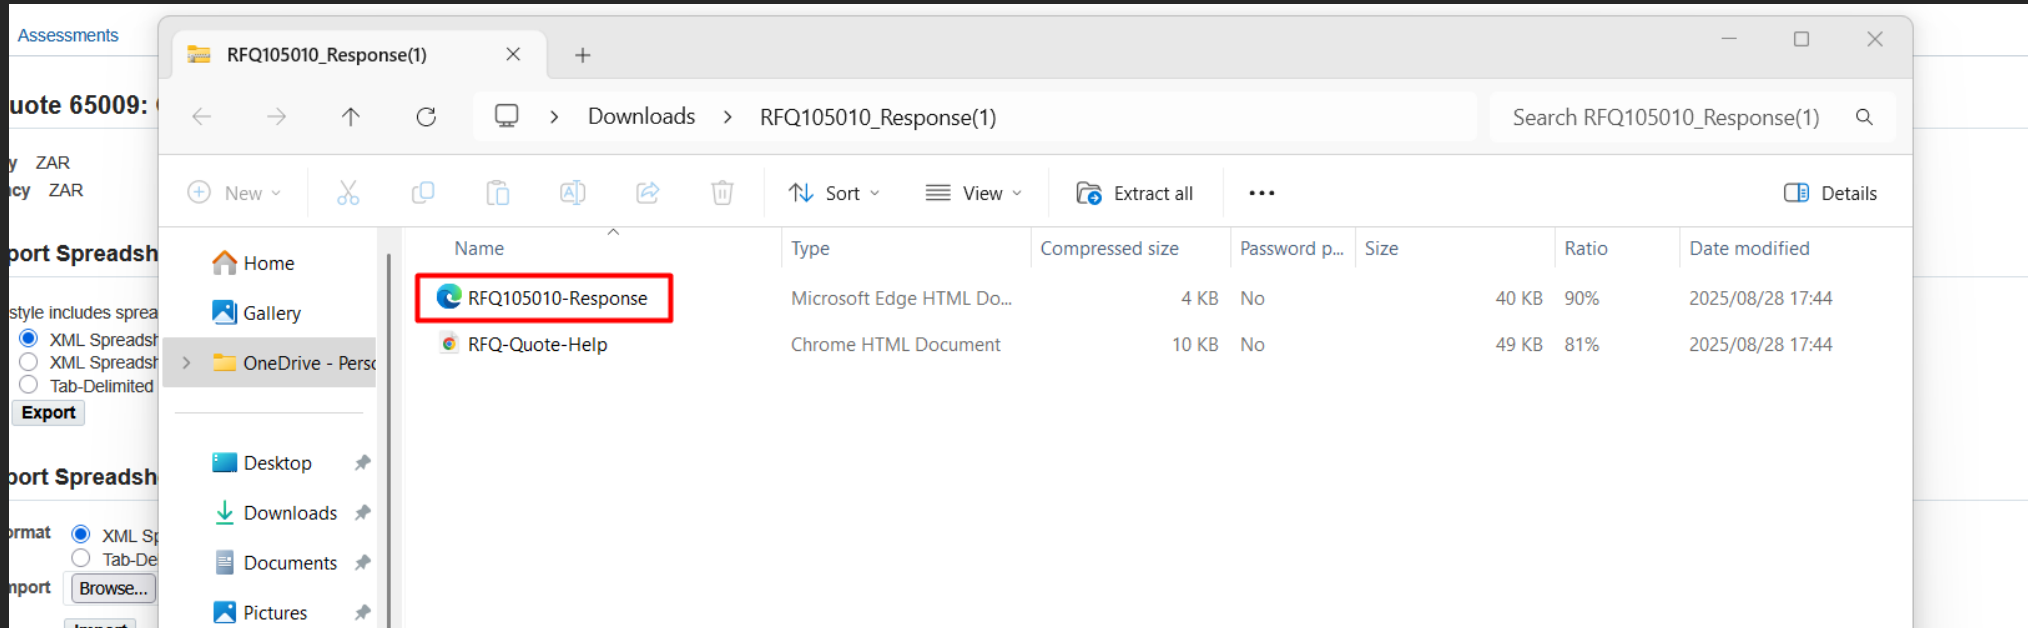 Assessments
RFQ105010_Response(1)
uote 65009:
Downloads > RFQ105010_Response(1)
Search RFQ105010_Response(1)
y ZAR
cy ZAR
New
Sort
View
Extract all
Details
port Spreadsh
Name
Type
Compressed size
Password p...
Size
Ratio
Date modified
Home
RFQ105010-Response
Microsoft Edge HTML Do...
4 KB
No
40 KB
90%
2025/08/28 17:44
style includes sprea
Gallery
XML Spreadsh
RFQ-Quote-Help
Chrome HTML Document
10 KB
No
49 KB
81%
2025/08/28 17:44
XML Spreadsh
OneDrive - Perso
Tab-Delimited
Export
Desktop
port Spreadsh
Downloads
ormat
XML Sp
Tab-De
Documents
mport
Browse...
Pictures
Import